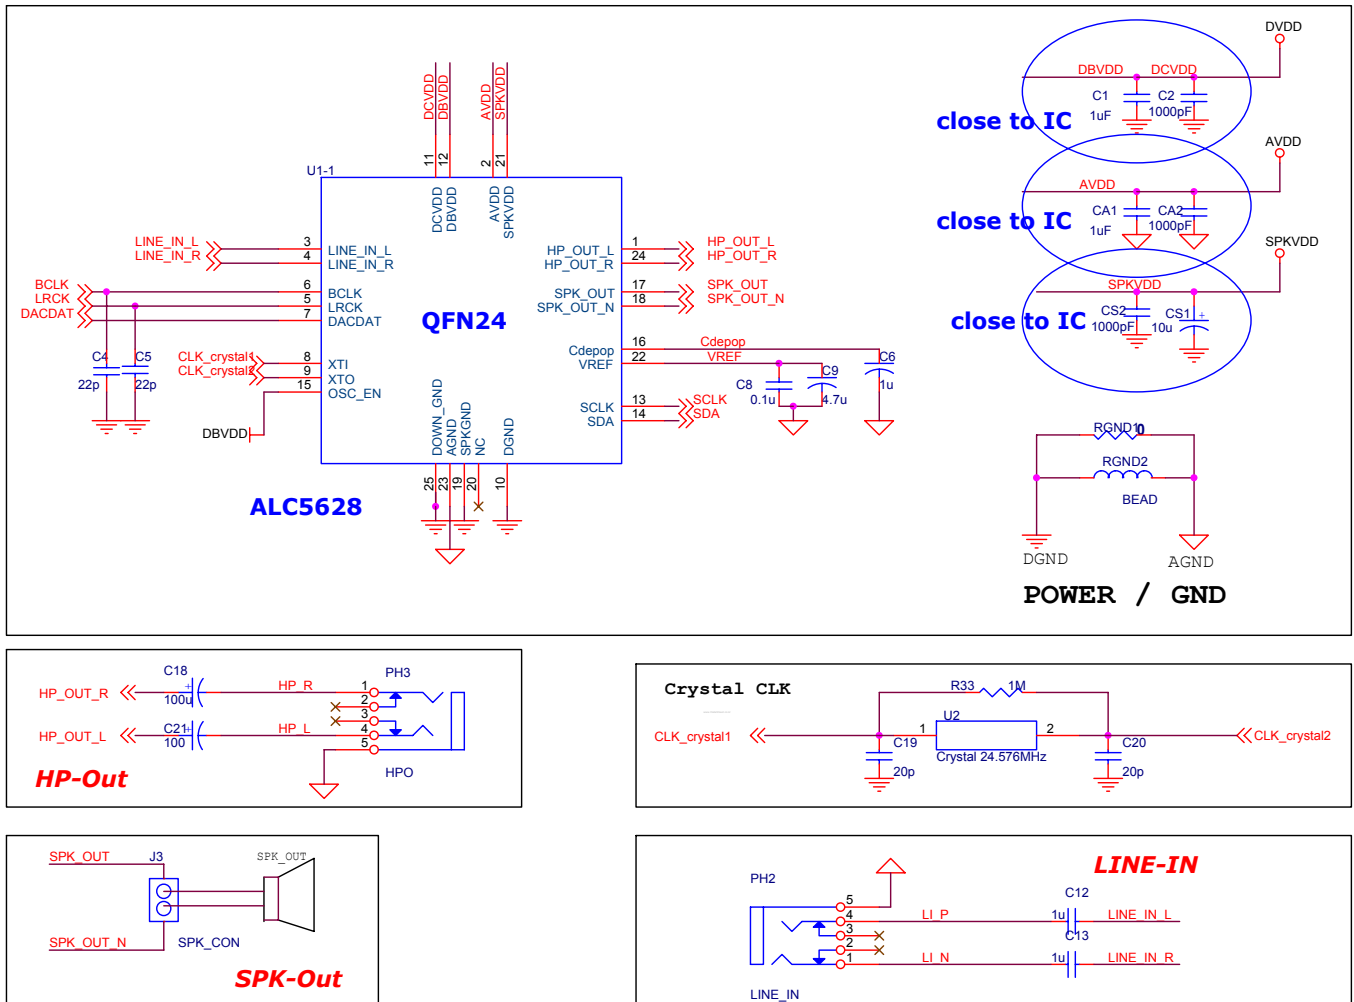 DVDD
DBVDD DCVDD
C1 C2
1uF 1000pF
close to IC
AVDD
AVDD
CA1 CA2
1uF 1000pF
close to IC
SPKVDD
SPKVDD
CS2 CS1 +
1000pF 10u
close to IC
RGND1 0
RGND2
BEAD
DGND AGND
POWER / GND
DCVDD DBVDD AVDD SPKVDD
11 12 2 21
U1-1
DCVDD DBVDD AVDD SPKVDD
LINE_IN_L 3 LINE_IN_L
LINE_IN_R 4 LINE_IN_R
BCLK 6 BCLK
LRCK 5 LRCK
DACDAT 7 DACDAT
C4 C5
22p 22p
CLK_crystal1 8 XTI
CLK_crystal2 9 XTO
15 OSC_EN
DBVDD
QFN24
HP_OUT_L 1 HP_OUT_L
HP_OUT_R 24 HP_OUT_R
SPK_OUT 17 SPK_OUT
SPK_OUT_N 18 SPK_OUT_N
Cdepop 16 Cdepop
VREF 22 VREF
C8 C9 C6
0.1u 4.7u 1u
SCLK 13 SCLK
SDA 14 SDA
DOWN_GND AGND SPKGND NC DGND
25 23 19 20 10
ALC5628
C18
HP_OUT_R + HP_R 1
100u
2
3
C21 +
HP_OUT_L HP_L 4
100
5
PH3
HPO
HP-Out
Crystal CLK
R33 1M
U2
CLK_crystal1 1 2 CLK_crystal2
C19 Crystal 24.576MHz C20
20p 20p
SPK_OUT J3 SPK_OUT
SPK_OUT_N SPK_CON
SPK-Out
LINE-IN
PH2
5
C12
4 LI_P 1u LINE_IN_L
3 C13
2
1 LI_N 1u LINE_IN_R
LINE_IN